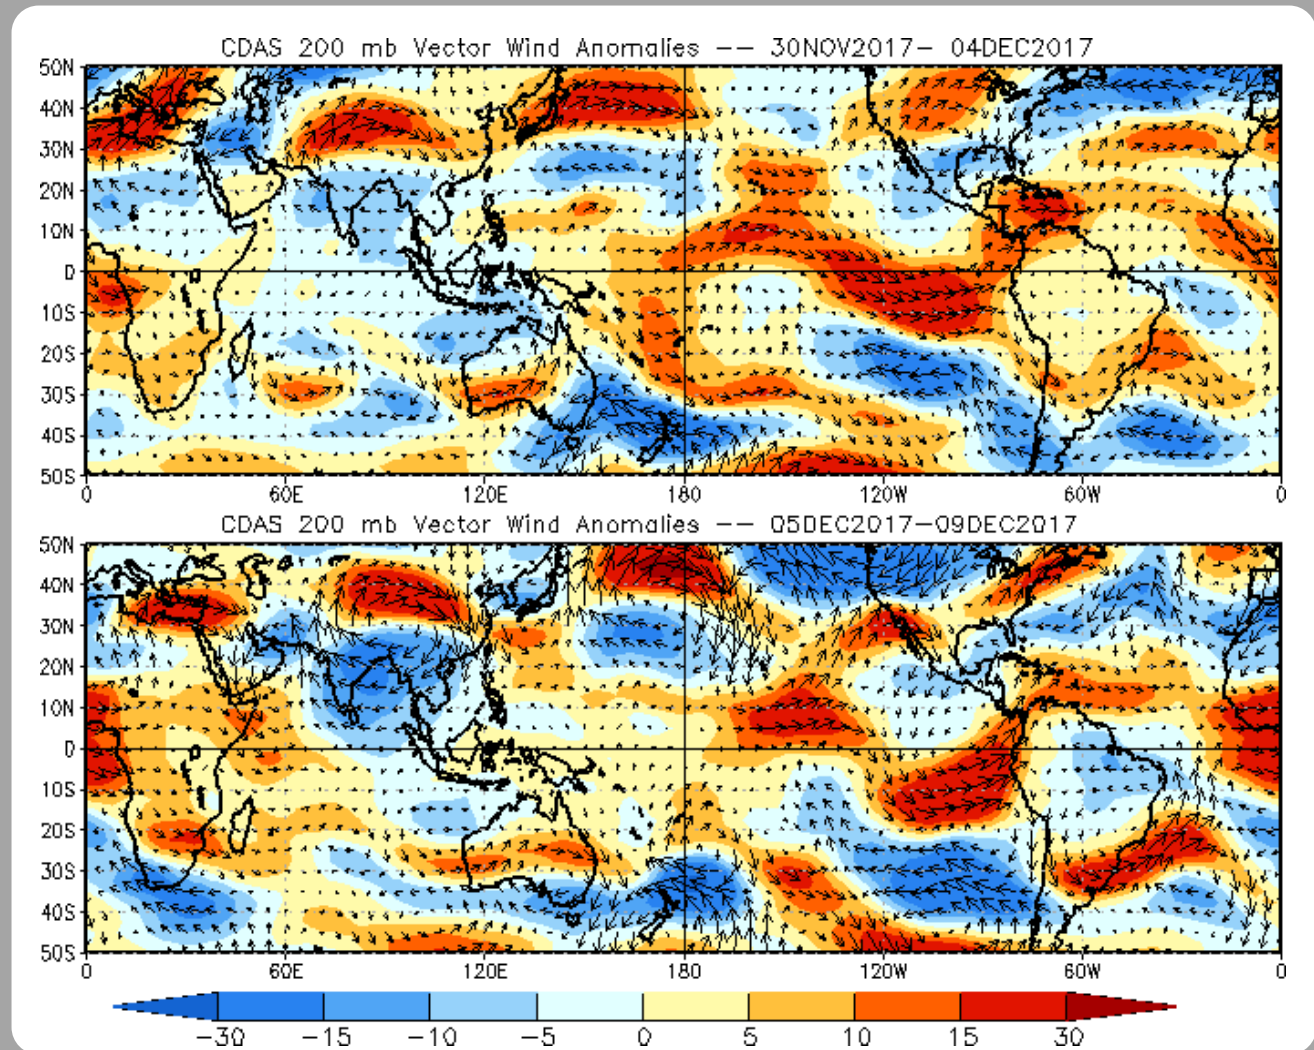 CDAS 200 mb Vector Wind Anomalies -- 30NOV2017- 04DEC2017
50N
40N
30N
20N
10N
0
10S
20S
30S
40S
50S
0 60E 120E 180 120W 60W 0
CDAS 200 mb Vector Wind Anomalies -- 05DEC2017-09DEC2017
50N
40N
30N
20N
10N
0
10S
20S
30S
40S
50S
0 60E 120E 180 120W 60W 0
-30 -15 -10 -5 0 5 10 15 30